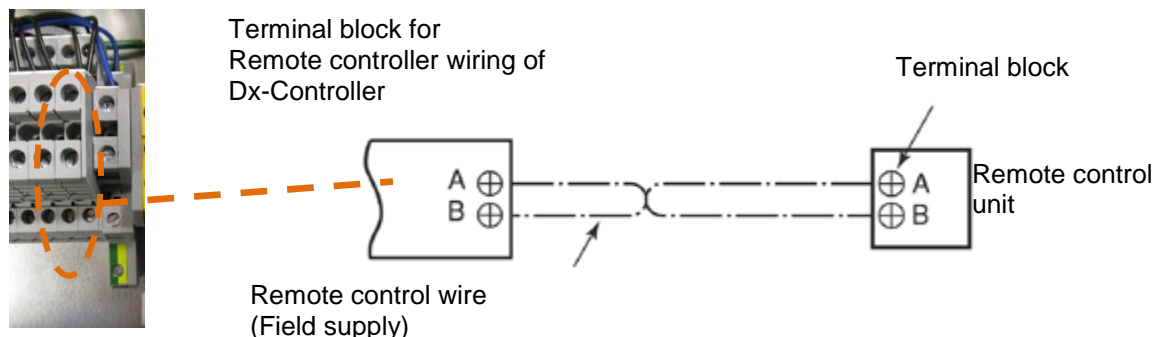 Terminal block for
Remote controller wiring of
Dx-Controller
Terminal block
A
B
A
B
Remote control
unit
Remote control wire
(Field supply)